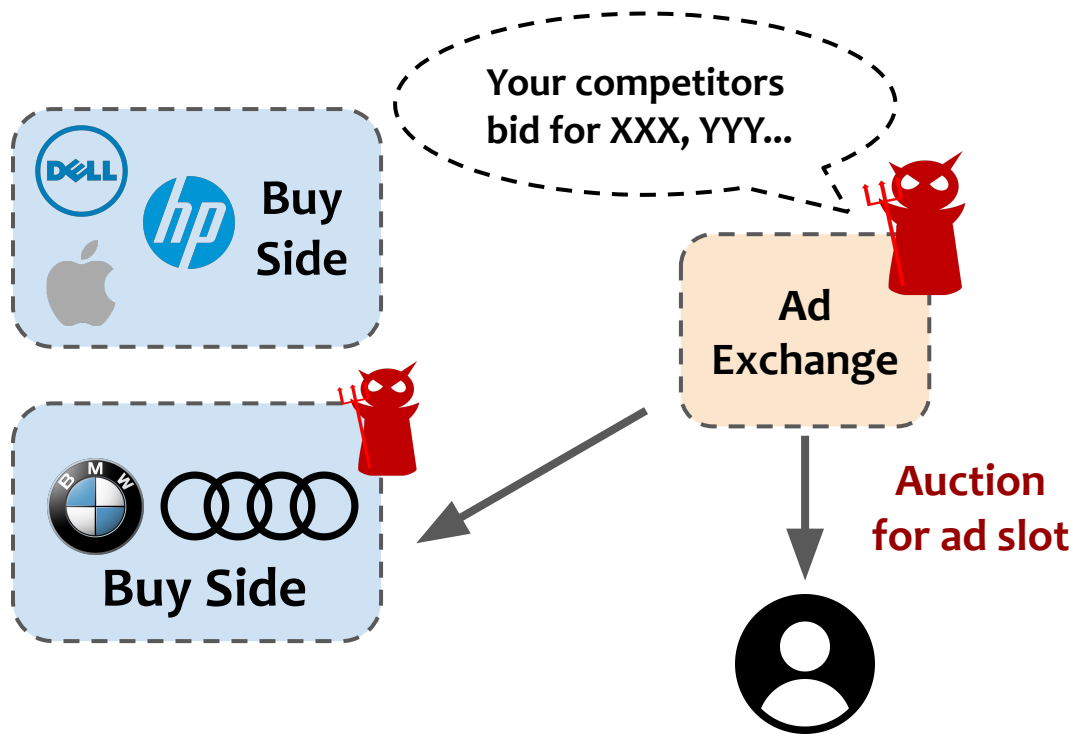 Your competitors
bid for XXX, YYY...
DELL
hp
Buy
Side
Ad
Exchange
BMW
Buy Side
Auction
for ad slot